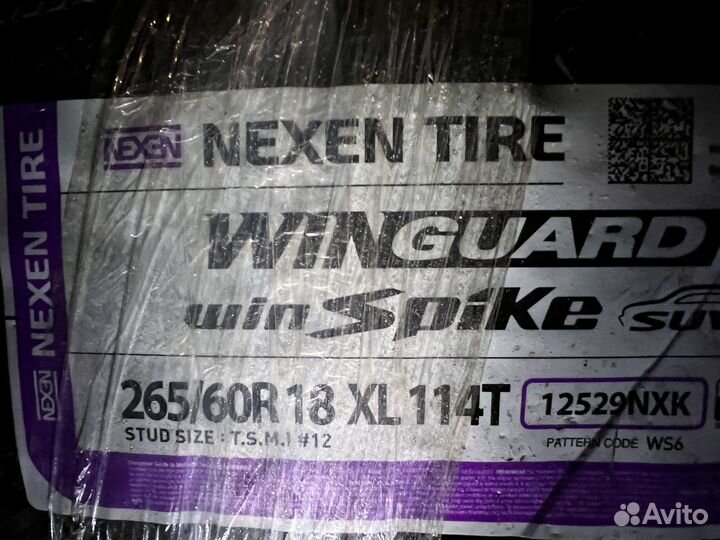 NEXEN TIRE
NEXEN
NEXEN NEXEN TIRE
WINGUARD
winSpike SUV
265/60R 18 XL 114T 12529NXK
STUD SIZE : T.S.M.I #12
PATTERN CODE WS6
Avito